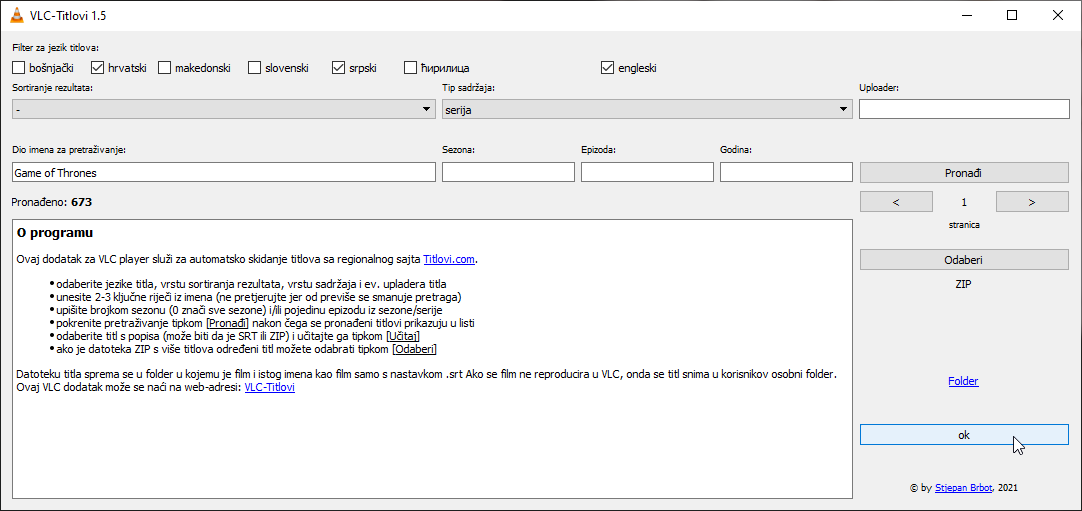 VLC-Titlovi 1.5
Filter za jezik titlova:
bošnjački hrvatski makedonski slovenski srpski ћирилица engleski
Sortiranje rezultata: Tip sadržaja: Uploader:
- serija
Dio imena za pretraživanje: Sezona: Epizoda: Godina:
Game of Thrones Pronađi
Pronađeno: 673 < 1 >
stranica
O programu
Ovaj dodatak za VLC player služi za automatsko skidanje titlova sa regionalnog sajta Titlovi.com.
Odaberi
• odaberite jezike titla, vrstu sortiranja rezultata, vrstu sadržaja i ev. upladera titla
ZIP
• unesite 2-3 ključne riječi iz imena (ne pretjerujte jer od previše se smanuje pretraga)
• upišite brojkom sezonu (0 znači sve sezone) i/ili pojedinu epizodu iz sezone/serije
• pokrenite pretraživanje tipkom [Pronađi] nakon čega se pronađeni titlovi prikazuju u listi
• odaberite titl s popisa (može biti da je SRT ili ZIP) i učitajte ga tipkom [Učitaj]
• ako je datoteka ZIP s više titlova određeni titl možete odabrati tipkom [Odaberi]
Datoteku titla sprema se u folder u kojemu je film i istog imena kao film samo s nastavkom .srt Ako se film ne reproducira u VLC, onda se titl snima u korisnikov osobni folder.
Ovaj VLC dodatak može se naći na web-adresi: VLC-Titlovi
Folder
ok
© by Stjepan Brbot, 2021